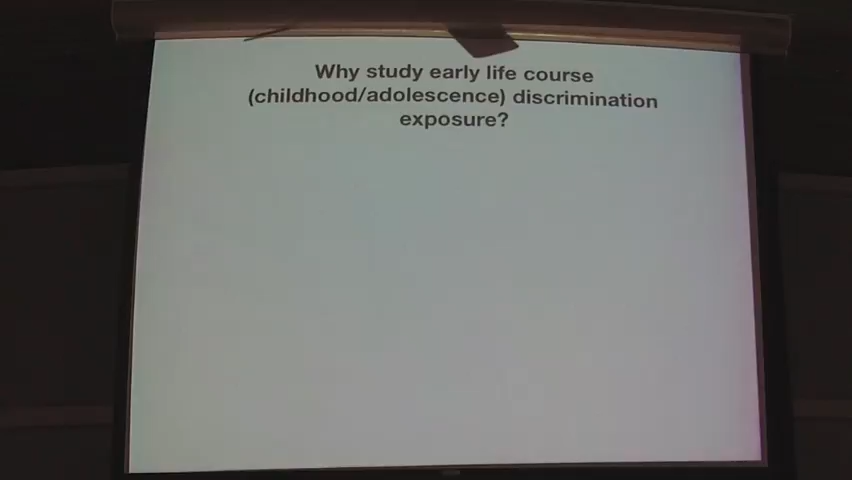 Why study early life course
(childhood/adolescence) discrimination
exposure?